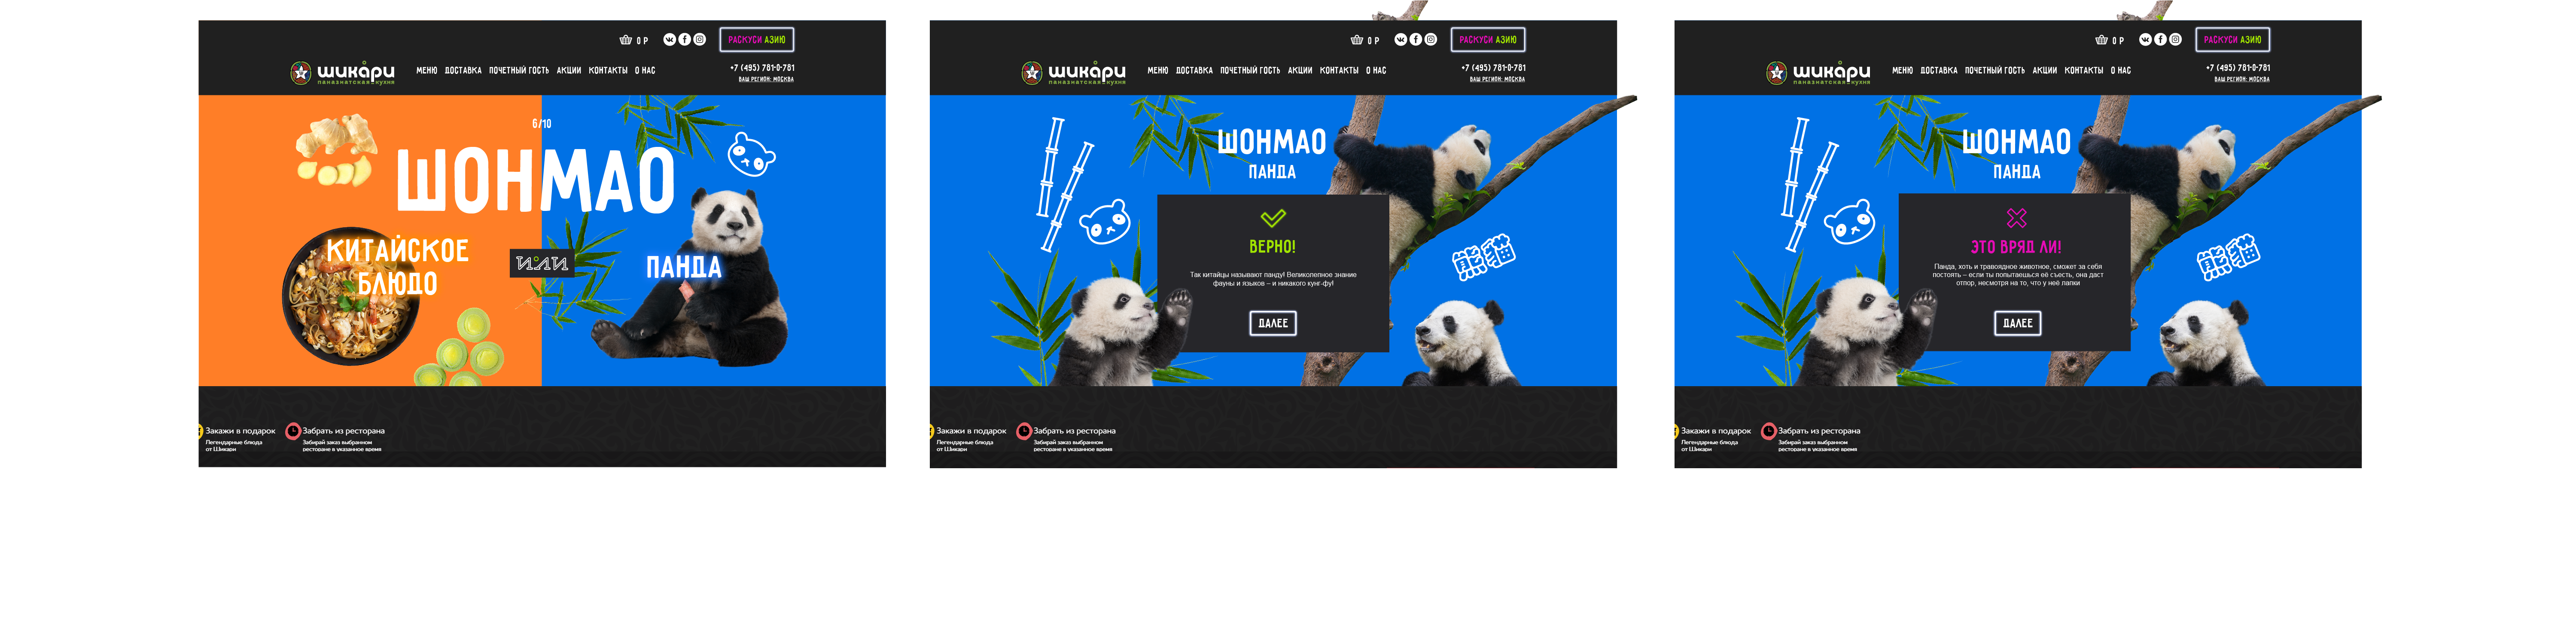 0 Р
РАСКУСИ АЗИЮ
шикари
паназиатская кухня
МЕНЮ ДОСТАВКА ПОЧЕТНЫЙ ГОСТЬ АКЦИИ КОНТАКТЫ О НАС
+7 (495) 781-0-781
ВАШ РЕГИОН: МОСКВА
6/10
ШОНМАО
КИТАЙСКОЕ
БЛЮДО
ИЛИ
ПАНДА
Закажи в подарок
Легендарные блюда
от Шикари
Забрать из ресторана
Забирай заказ выбранном
ресторане в указанное время
0 Р
РАСКУСИ АЗИЮ
шикари
паназиатская кухня
МЕНЮ ДОСТАВКА ПОЧЕТНЫЙ ГОСТЬ АКЦИИ КОНТАКТЫ О НАС
+7 (495) 781-0-781
ВАШ РЕГИОН: МОСКВА
ШОНМАО
ПАНДА
ВЕРНО!
Так китайцы называют панду! Великолепное знание
фауны и языков – и никакого кунг-фу!
ДАЛЕЕ
Закажи в подарок
Легендарные блюда
от Шикари
Забрать из ресторана
Забирай заказ выбранном
ресторане в указанное время
0 Р
РАСКУСИ АЗИЮ
шикари
паназиатская кухня
МЕНЮ ДОСТАВКА ПОЧЕТНЫЙ ГОСТЬ АКЦИИ КОНТАКТЫ О НАС
+7 (495) 781-0-781
ВАШ РЕГИОН: МОСКВА
ШОНМАО
ПАНДА
ЭТО ВРЯД ЛИ!
Панда, хоть и травоядное животное, сможет за себя
постоять – если ты попытаешься её съесть, она даст
отпор, несмотря на то, что у неё лапки
ДАЛЕЕ
Закажи в подарок
Легендарные блюда
от Шикари
Забрать из ресторана
Забирай заказ выбранном
ресторане в указанное время